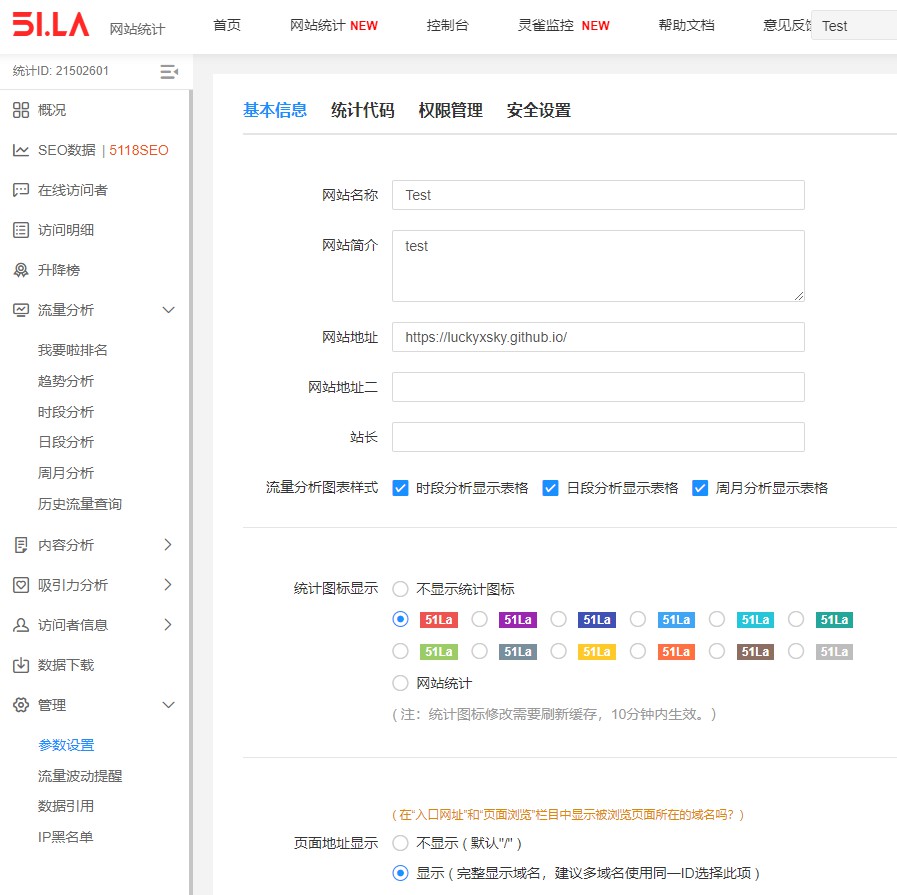 51.LA 网站统计 首页 网站统计 NEW 控制台 灵雀监控 NEW 帮助文档 意见反馈 Test
统计ID: 21502601
概况
SEO数据 | 5118SEO
在线访问者
访问明细
升降榜
流量分析
我要啦排名
趋势分析
时段分析
日段分析
周月分析
历史流量查询
内容分析
吸引力分析
访问者信息
数据下载
管理
参数设置
流量波动提醒
数据引用
IP黑名单
基本信息 统计代码 权限管理 安全设置
网站名称 Test
网站简介 test
网站地址 https://luckyxsky.github.io/
网站地址二
站长
流量分析图表样式 时段分析显示表格 日段分析显示表格 周月分析显示表格
统计图标显示 不显示统计图标
51La 51La 51La 51La 51La 51La
51La 51La 51La 51La 51La 51La
网站统计
( 注：统计图标修改需要刷新缓存，10分钟内生效。)
( 在“入口网址”和“页面浏览”栏目中显示被浏览页面所在的域名吗？)
页面地址显示 不显示 ( 默认"/" )
显示 ( 完整显示域名，建议多域名使用同一ID选择此项 )